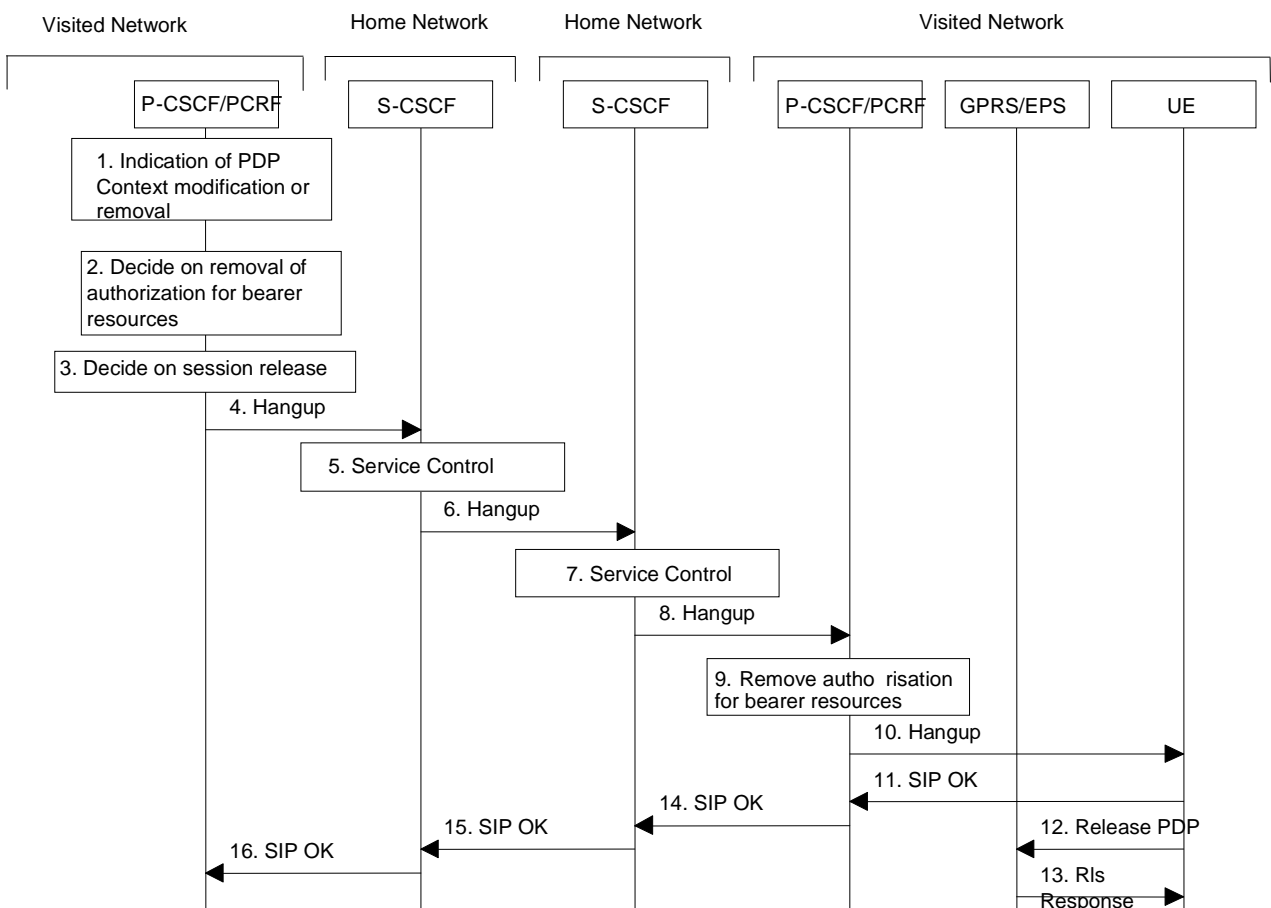 Visited Network
Home Network
Home Network
Visited Network
P-CSCF/PCRF
S-CSCF
S-CSCF
P-CSCF/PCRF
GPRS/EPS
UE
1. Indication of PDP
Context modification or
removal
2. Decide on removal of
authorization for bearer
resources
3. Decide on session release
4. Hangup
5. Service Control
6. Hangup
7. Service Control
8. Hangup
9. Remove autho risation
for bearer resources
10. Hangup
11. SIP OK
14. SIP OK
15. SIP OK
12. Release PDP
16. SIP OK
13. Rls
Response